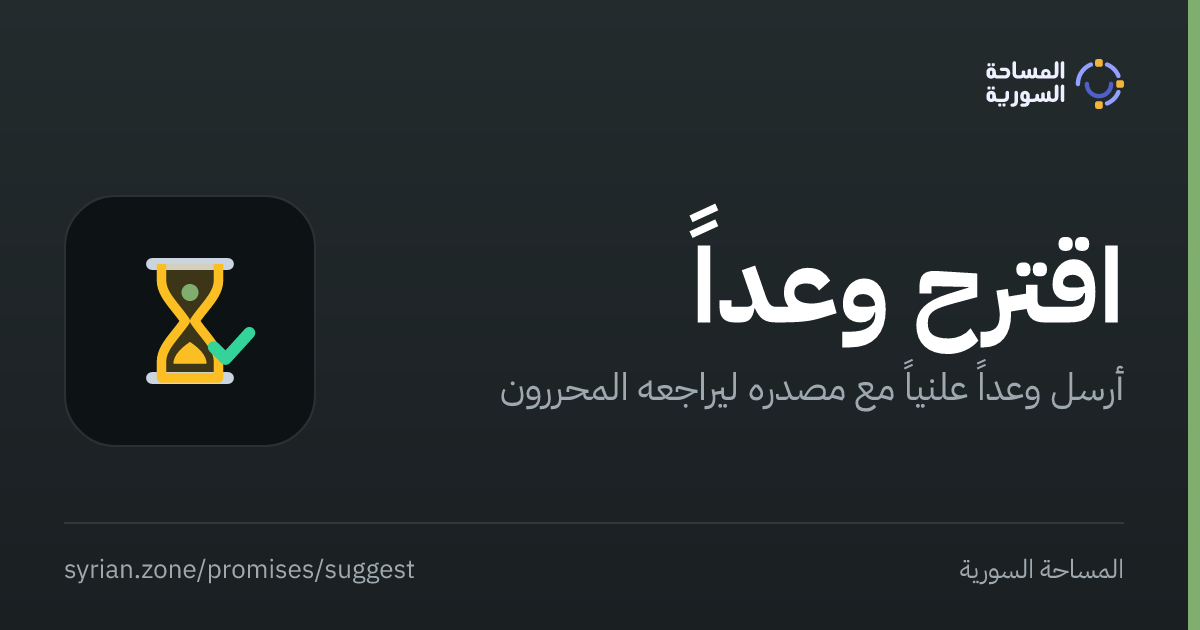 المساحة
السورية
اقترح وعداً
أرسل وعداً علنياً مع مصدره ليراجعه المحررون
المساحة السورية
syrian.zone/promises/suggest